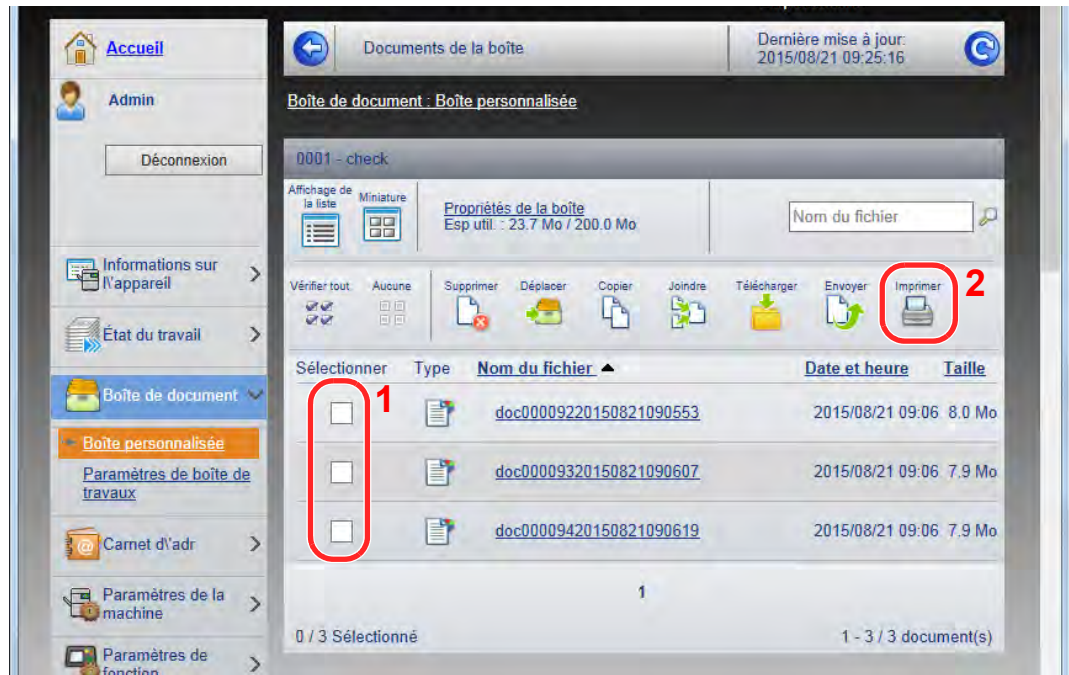 Accueil
Admin
Déconnexion
Informations sur
l\'appareil
État du travail
Boîte de document
Boîte personnalisée
Paramètres de boîte de
travaux
Carnet d\'adr
Paramètres de la
machine
Paramètres de
fonction
Documents de la boîte
Dernière mise à jour:
2015/08/21 09:25:16
Boîte de document : Boîte personnalisée
0001 - check
Affichage de
la liste
Miniature
Propriétés de la boîte
Esp util. : 23.7 Mo / 200.0 Mo
Nom du fichier
Vérifier tout Aucune Supprimer Déplacer Copier Joindre Télécharger Envoyer Imprimer
2
Sélectionner Type Nom du fichier Date et heure Taille
1
doc00009220150821090553 2015/08/21 09:06 8.0 Mo
doc00009320150821090607 2015/08/21 09:06 7.9 Mo
doc00009420150821090619 2015/08/21 09:06 7.9 Mo
1
0 / 3 Sélectionné 1 - 3 / 3 document(s)